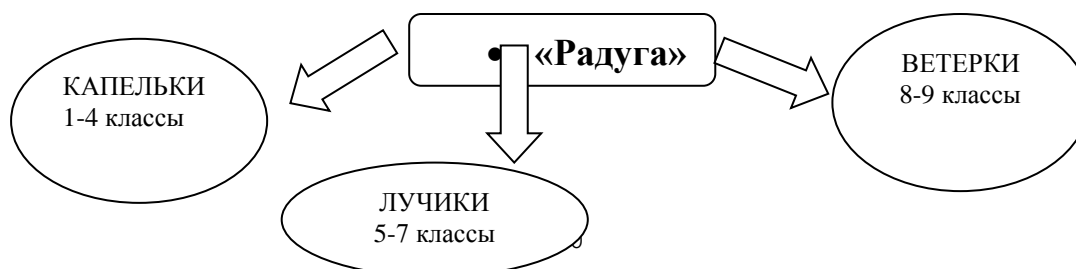 • «Радуга»
КАПЕЛЬКИ
1-4 классы
ВЕТЕРКИ
8-9 классы
ЛУЧИКИ
5-7 классы